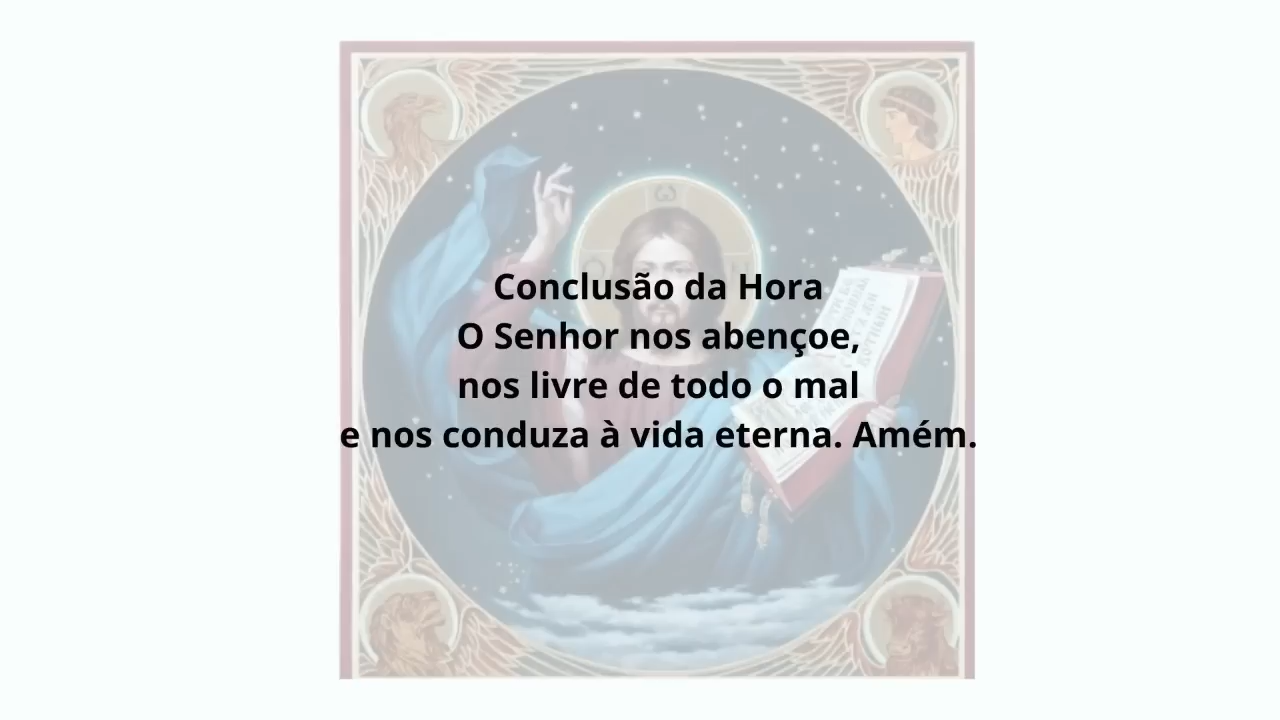 Conclusão da Hora
O Senhor nos abençoe,
nos livre de todo o mal
e nos conduza à vida eterna. Amém.